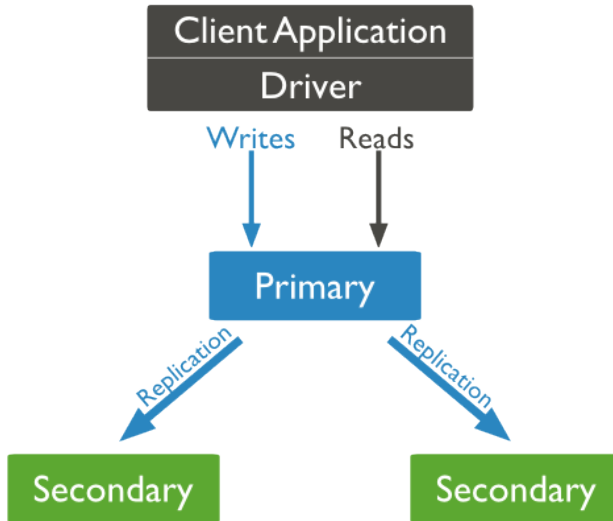 Client Application
Driver
Writes Reads
Primary
Replication Replication
Secondary Secondary